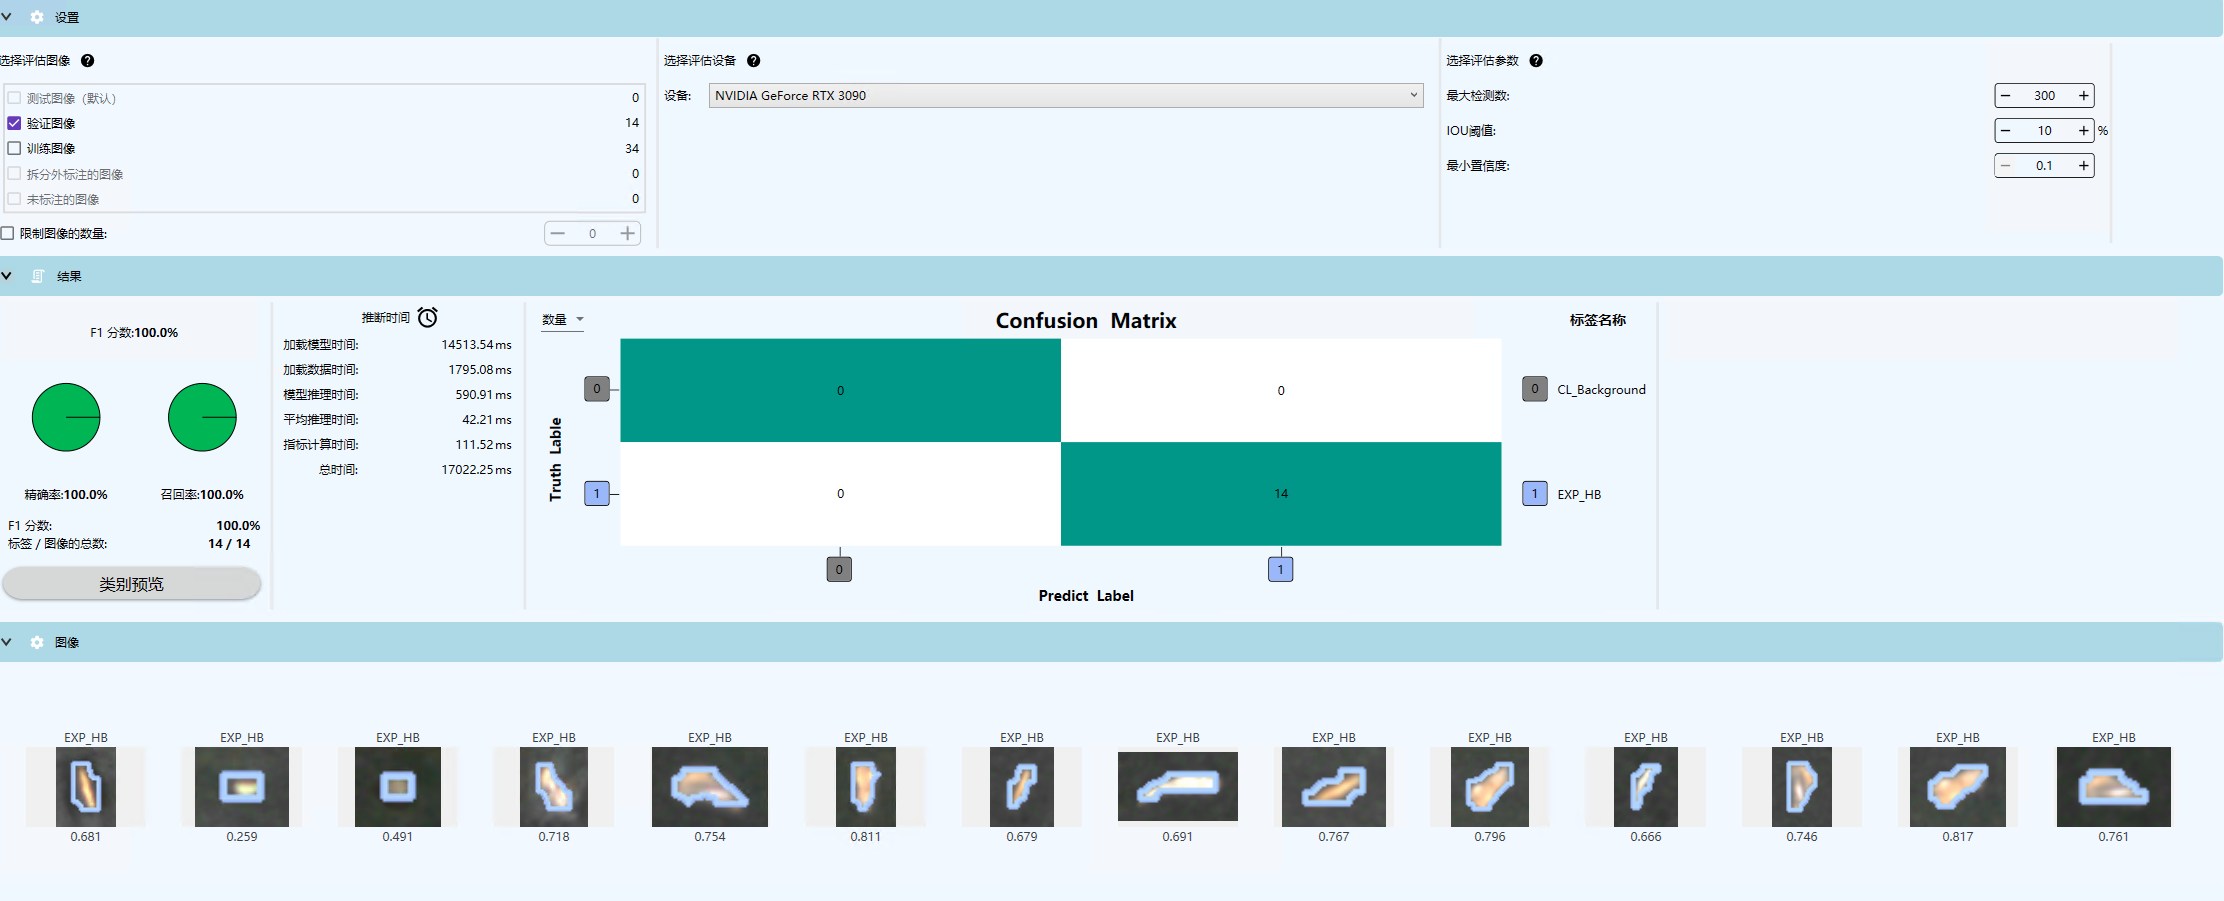 设置
选择评估图像 ?
测试图像（默认） 0
验证图像 14
训练图像 34
拆分外标注的图像 0
未标注的图像 0
限制图像的数量: 0
选择评估设备 ?
设备: NVIDIA GeForce RTX 3090
选择评估参数 ?
最大检测数: 300
IOU阈值: 10 %
最小置信度: 0.1
结果
F1 分数:100.0%
精确率:100.0% 召回率:100.0%
F1 分数: 100.0%
标签 / 图像的总数: 14 / 14
类别预览
推断时间
加载模型时间: 14513.54 ms
加载数据时间: 1795.08 ms
模型推理时间: 590.91 ms
平均推理时间: 42.21 ms
指标计算时间: 111.52 ms
总时间: 17022.25 ms
数量
Confusion Matrix
Truth Lable
0 0 0
1 0 14
0 1
Predict Label
标签名称
0 CL_Background
1 EXP_HB
图像
EXP_HB EXP_HB EXP_HB EXP_HB EXP_HB EXP_HB EXP_HB EXP_HB EXP_HB EXP_HB EXP_HB EXP_HB EXP_HB EXP_HB
0.681 0.259 0.491 0.718 0.754 0.811 0.679 0.691 0.767 0.796 0.666 0.746 0.817 0.761